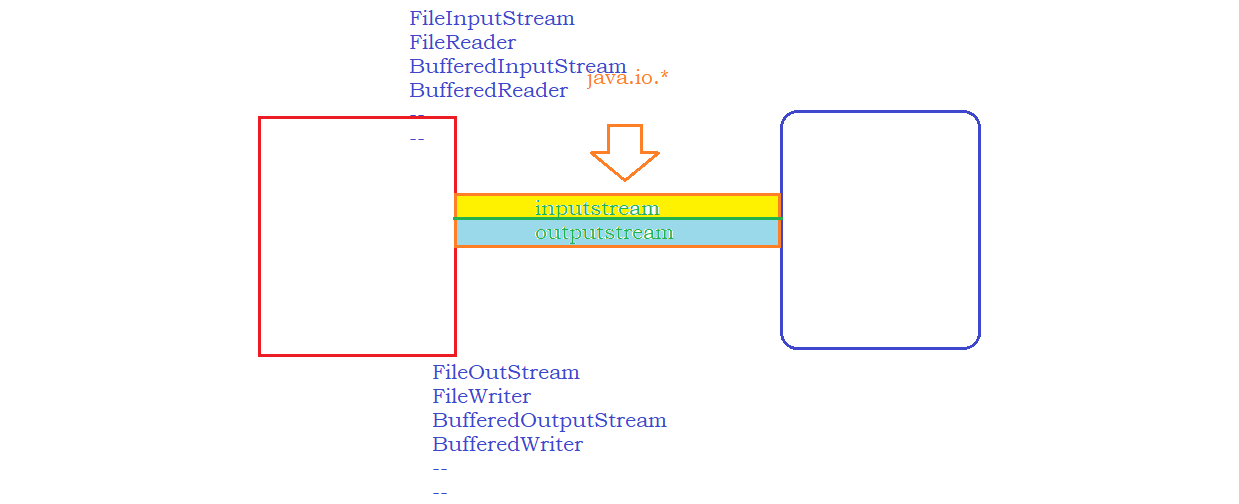 FileInputStream
FileReader
BufferedInputStream
java.io.*
BufferedReader
--
--
inputstream
outputstream
FileOutStream
FileWriter
BufferedOutputStream
BufferedWriter
--
--